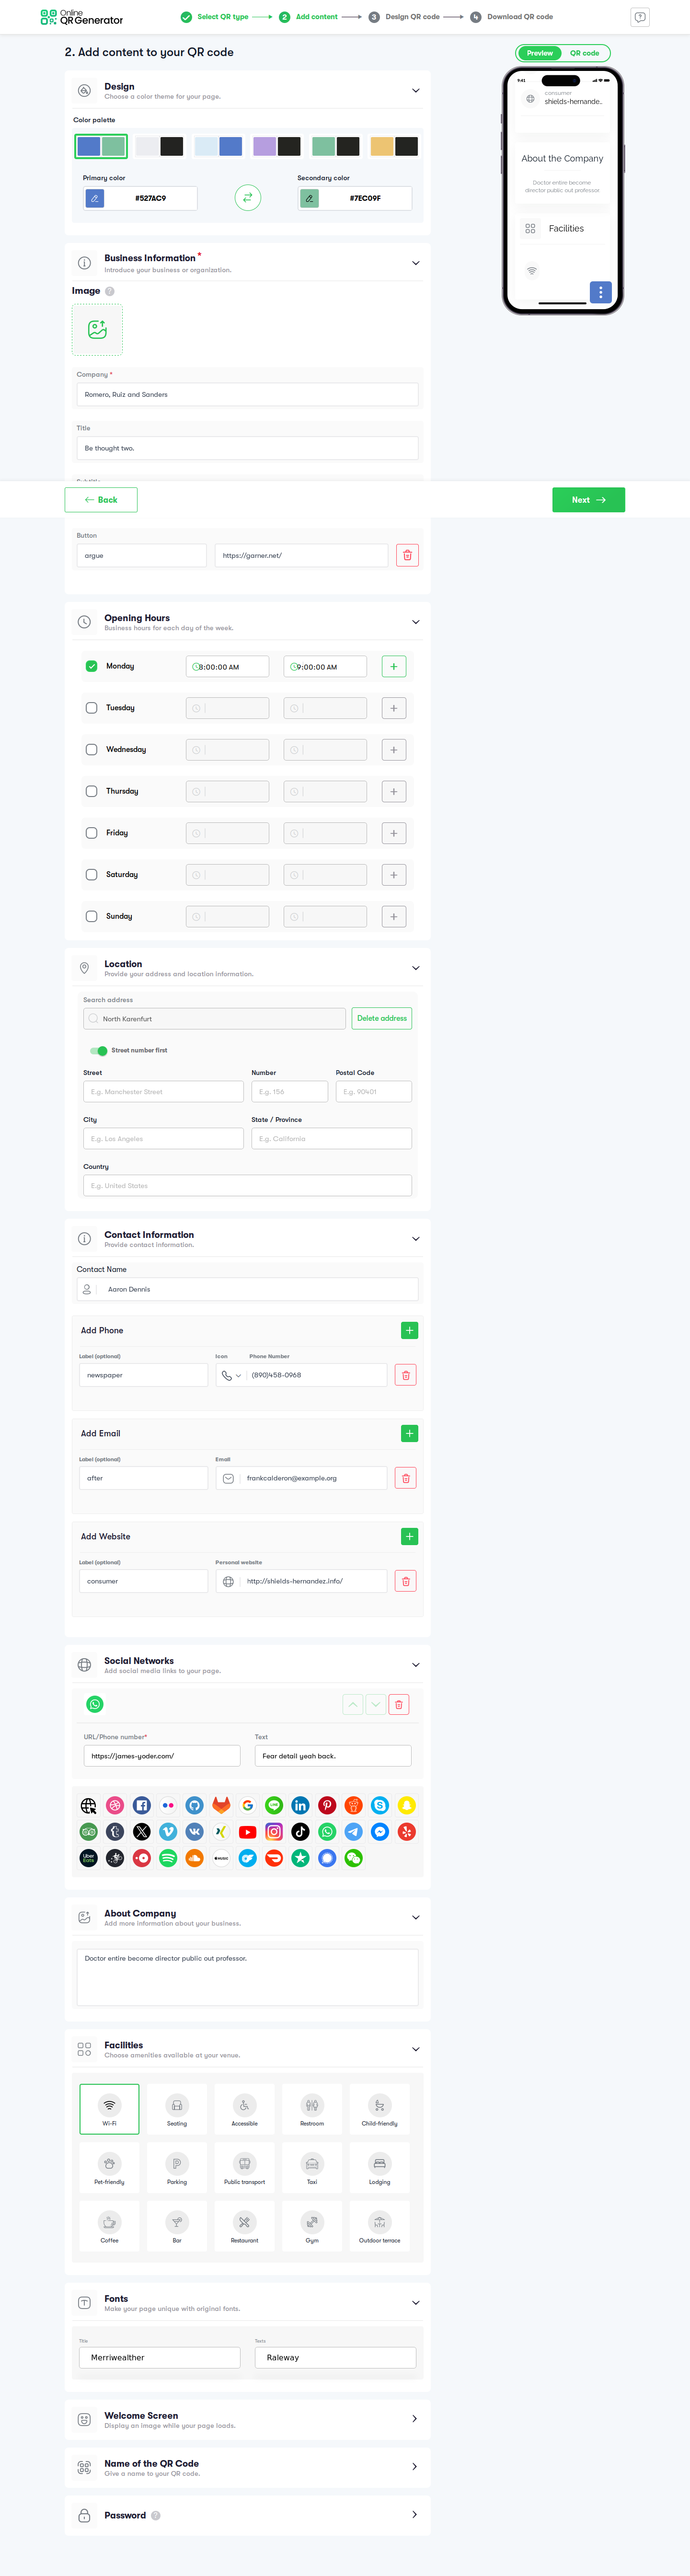 Online
QR Generator
Select QR type
2 Add content
3 Design QR code
4 Download QR code
2. Add content to your QR code
Preview
QR code
Design
Choose a color theme for your page.
Color palette
Primary color
Secondary color
#527AC9
#7EC09F
9:41
consumer
shields-hernande..
About the Company
Doctor entire become
director public out professor.
Facilities
Business Information *
Introduce your business or organization.
Image ?
Company *
Romero, Ruiz and Sanders
Title
Be thought two.
Back
Next
Button
argue
https://garner.net/
Opening Hours
Business hours for each day of the week.
Monday
8:00:00 AM
9:00:00 AM
Tuesday
Wednesday
Thursday
Friday
Saturday
Sunday
Location
Provide your address and location information.
Search address
North Karenfurt
Delete address
Street number first
Street
Number
Postal Code
E.g. Manchester Street
E.g. 156
E.g. 90401
City
State / Province
E.g. Los Angeles
E.g. California
Country
E.g. United States
Contact Information
Provide contact information.
Contact Name
Aaron Dennis
Add Phone
Label (optional)
Icon
Phone Number
newspaper
(890)458-0968
Add Email
Label (optional)
Email
after
frankcalderon@example.org
Add Website
Label (optional)
Personal website
consumer
http://shields-hernandez.info/
Social Networks
Add social media links to your page.
URL/Phone number*
Text
https://james-yoder.com/
Fear detail yeah back.
Uber
Eats
MUSIC
About Company
Add more information about your business.
Doctor entire become director public out professor.
Facilities
Choose amenities available at your venue.
Wi-Fi
Seating
Accessible
Restroom
Child-friendly
Pet-friendly
Parking
Public transport
Taxi
Lodging
Coffee
Bar
Restaurant
Gym
Outdoor terrace
Fonts
Make your page unique with original fonts.
Title
Texts
Merriweather
Raleway
Welcome Screen
Display an image while your page loads.
Name of the QR Code
Give a name to your QR code.
Password ?